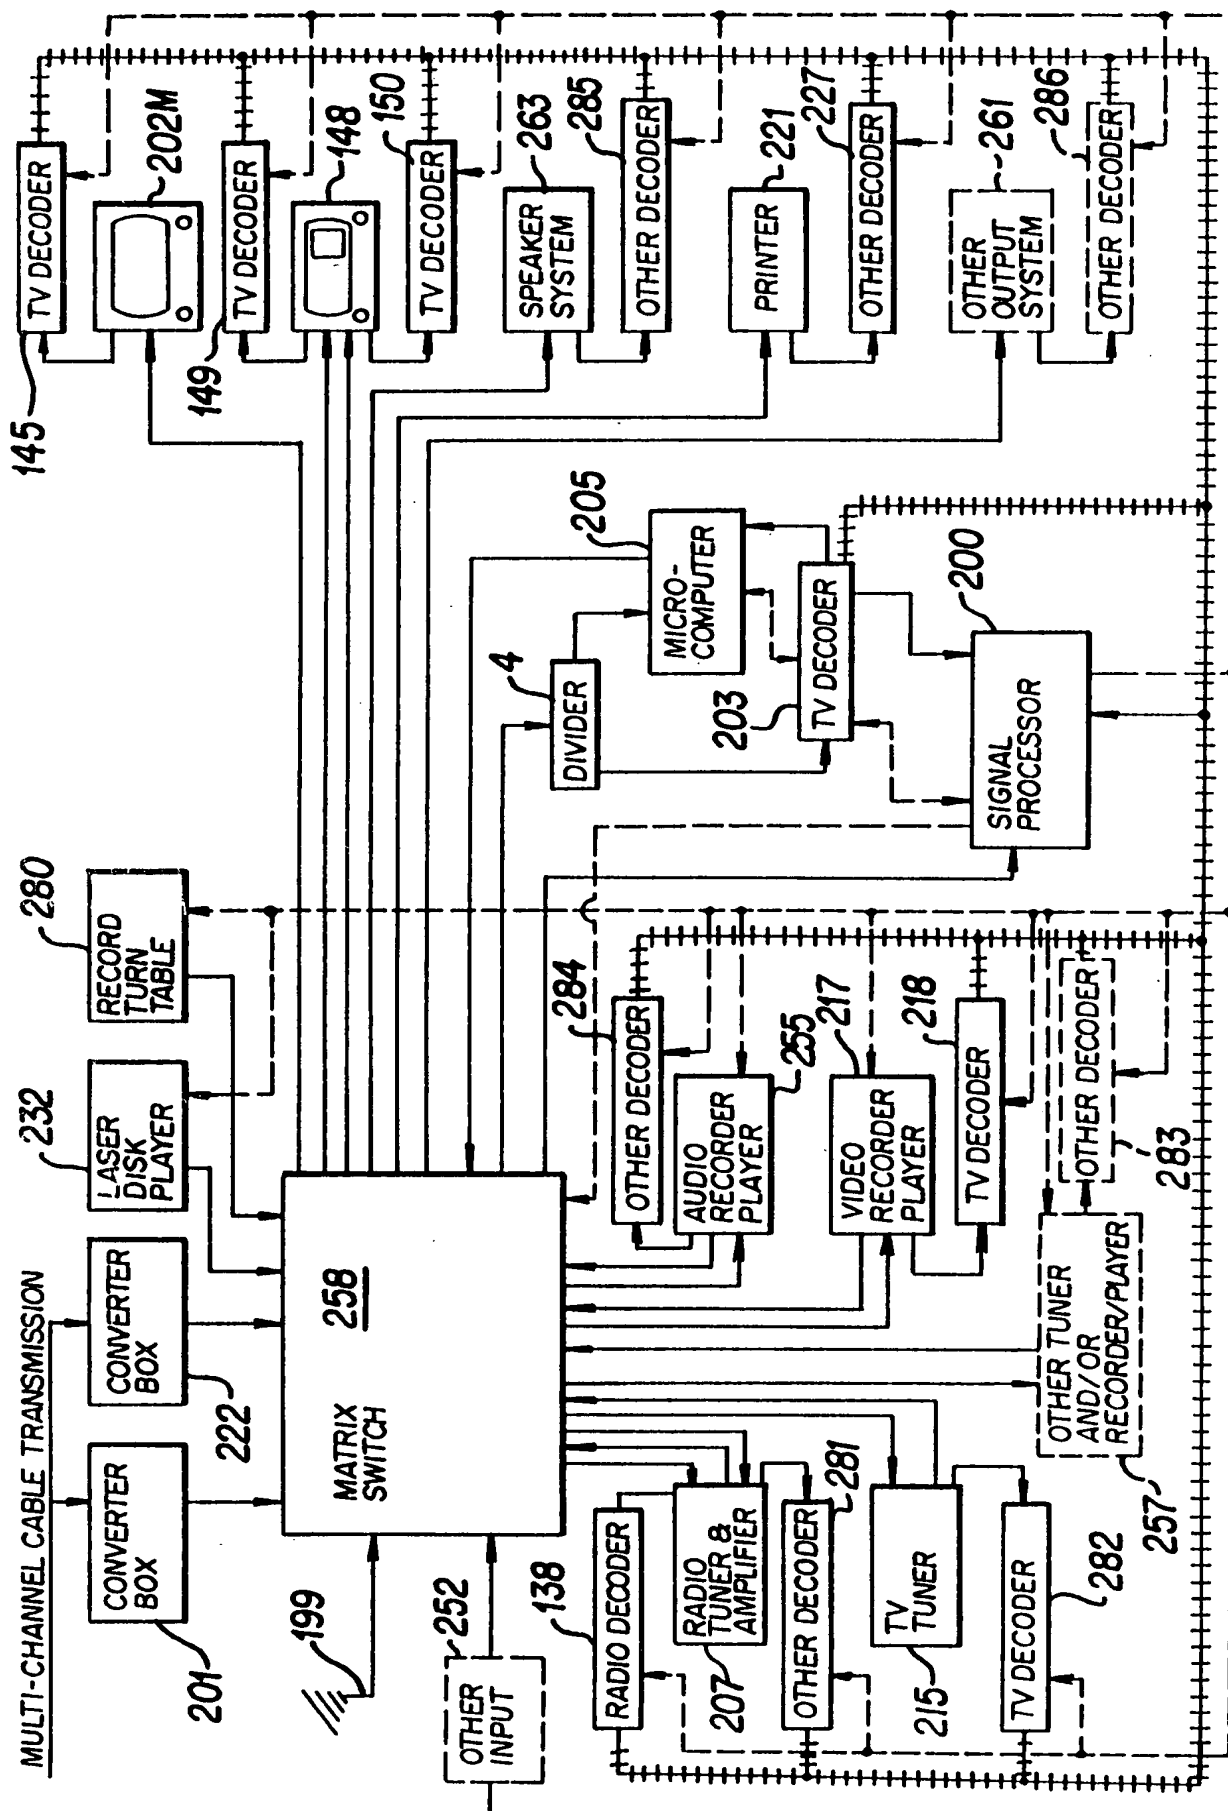 MULTI-CHANNEL CABLE TRANSMISSION
CONVERTER
BOX
201
CONVERTER
BOX
222
LASER
DISK
PLAYER
232
RECORD
TURN
TABLE
280
199
OTHER
INPUT
252
MATRIX
SWITCH
258
TV DECODER
145
202M
TV DECODER
149
148
TV DECODER
150
SPEAKER
SYSTEM
263
OTHER DECODER
285
PRINTER
221
OTHER DECODER
227
OTHER
OUTPUT
SYSTEM
261
OTHER DECODER
286
DIVIDER
4
MICRO-
COMPUTER
205
TV DECODER
203
SIGNAL
PROCESSOR
200
RADIO DECODER
138
RADIO
TUNER &
AMPLIFIER
207
OTHER DECODER
281
TV
TUNER
215
TV DECODER
282
OTHER DECODER
284
AUDIO
RECORDER
PLAYER
255
VIDEO
RECORDER
PLAYER
217
TV DECODER
218
OTHER TUNER
AND/OR
RECORDER/PLAYER
257
OTHER DECODER
283